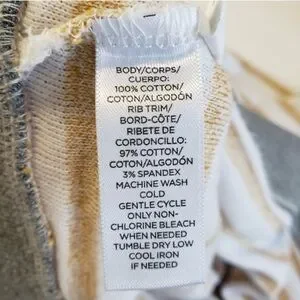 BODY/CORPS/
CUERPO:
100% COTTON/
COTON/ALGODÓN
RIB TRIM/
BORD-CÔTE/
RIBETE DE
CORDONCILLO:
97% COTTON/
COTON/ALGODÓN
3% SPANDEX
MACHINE WASH
COLD
GENTLE CYCLE
ONLY NON-
CHLORINE BLEACH
WHEN NEEDED
TUMBLE DRY LOW
COOL IRON
IF NEEDED